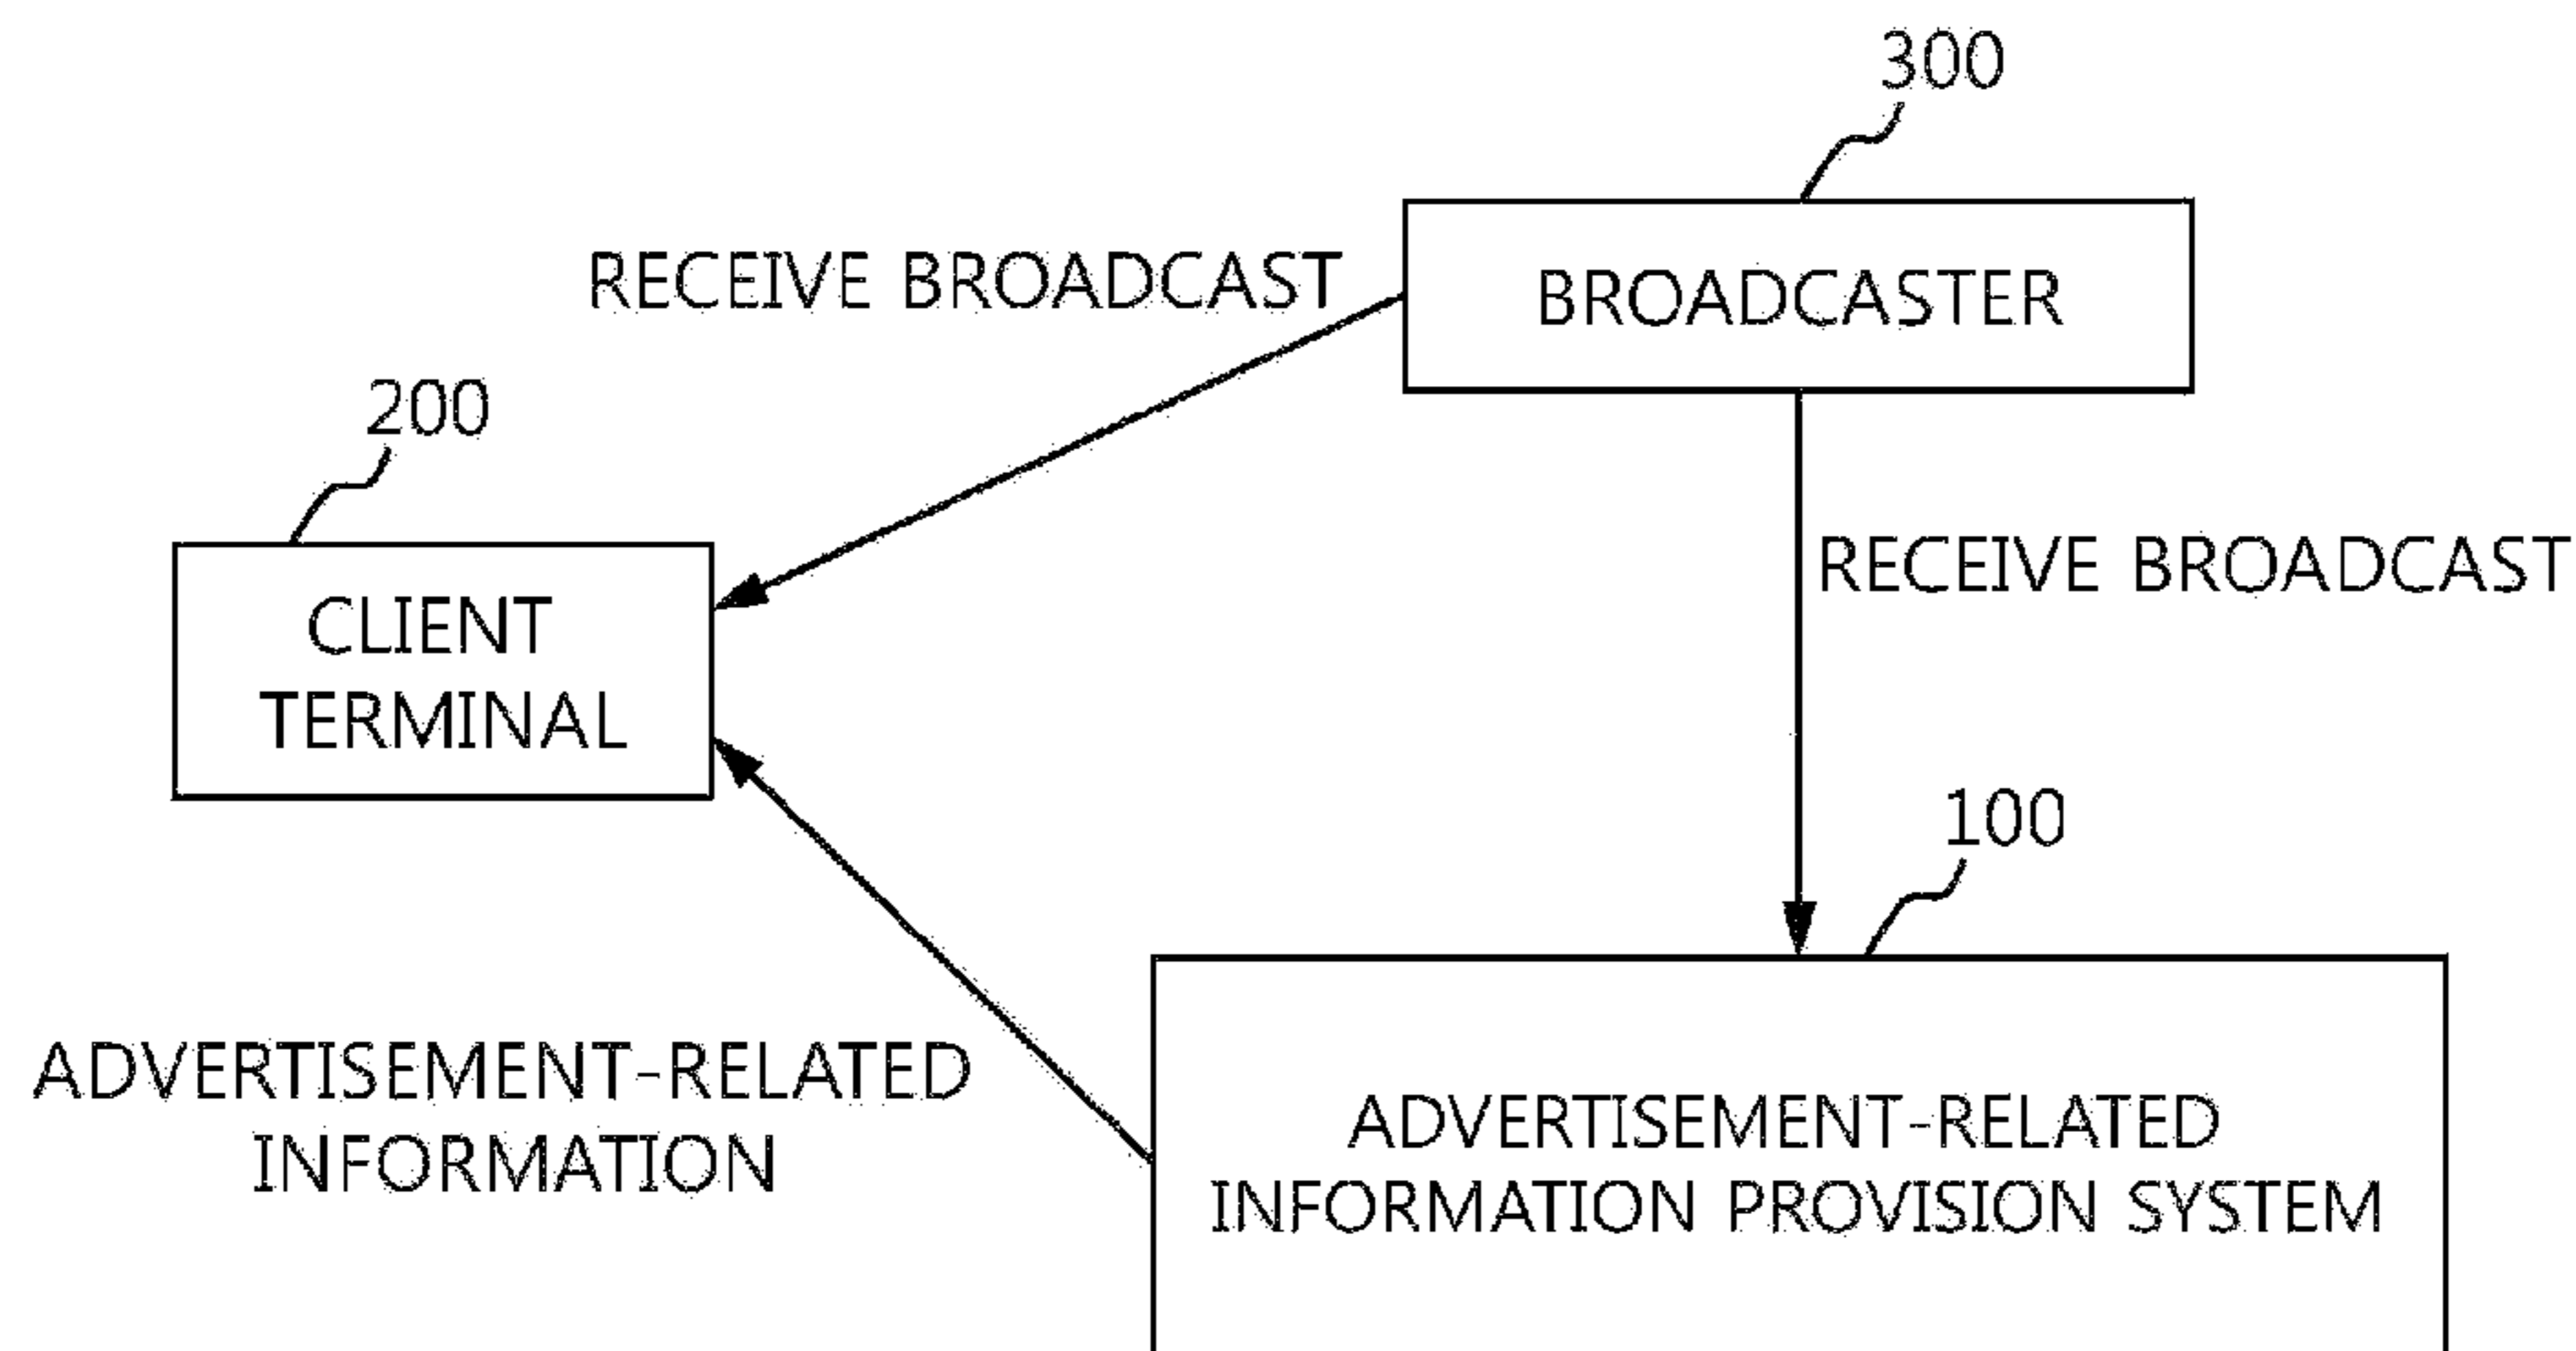 300
RECEIVE BROADCAST
BROADCASTER
200
RECEIVE BROADCAST
CLIENT
TERMINAL
100
ADVERTISEMENT-RELATED
INFORMATION
ADVERTISEMENT-RELATED
INFORMATION PROVISION SYSTEM